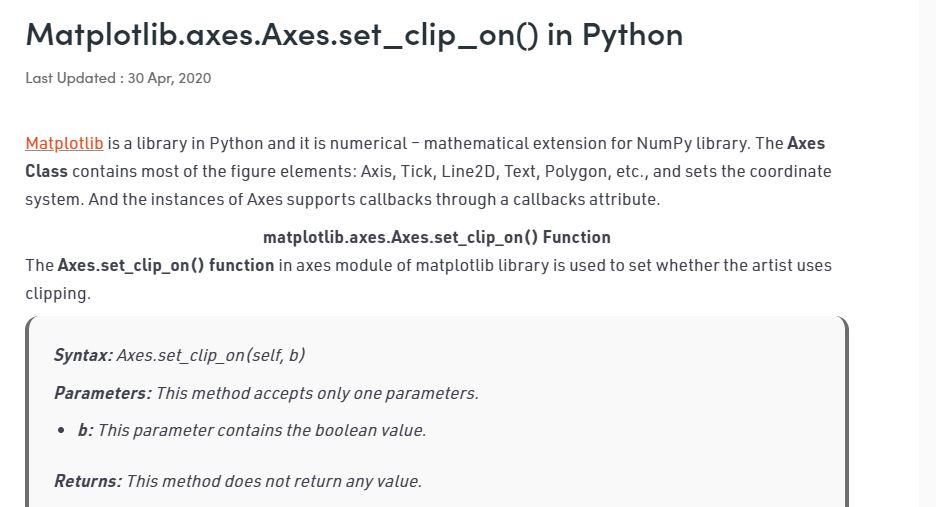 Matplotlib.axes.Axes.set_clip_on() in Python
Last Updated : 30 Apr, 2020
Matplotlib is a library in Python and it is numerical – mathematical extension for NumPy library. The Axes
Class contains most of the figure elements: Axis, Tick, Line2D, Text, Polygon, etc., and sets the coordinate
system. And the instances of Axes supports callbacks through a callbacks attribute.
matplotlib.axes.Axes.set_clip_on() Function
The Axes.set_clip_on() function in axes module of matplotlib library is used to set whether the artist uses
clipping.
Syntax: Axes.set_clip_on(self, b)
Parameters: This method accepts only one parameters.
• b: This parameter contains the boolean value.
Returns: This method does not return any value.